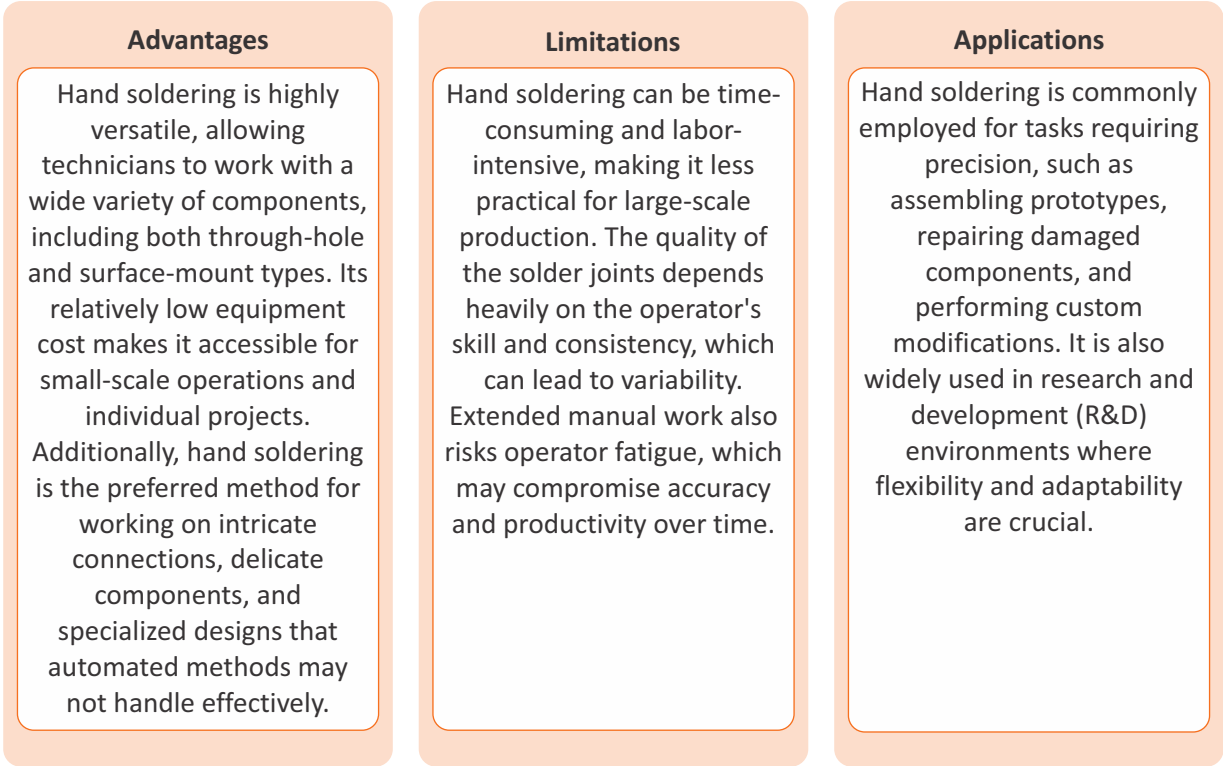 Advantages
Hand soldering is highly
versatile, allowing
technicians to work with a
wide variety of components,
including both through-hole
and surface-mount types. Its
relatively low equipment
cost makes it accessible for
small-scale operations and
individual projects.
Additionally, hand soldering
is the preferred method for
working on intricate
connections, delicate
components, and
specialized designs that
automated methods may
not handle effectively.
Limitations
Hand soldering can be time-
consuming and labor-
intensive, making it less
practical for large-scale
production. The quality of
the solder joints depends
heavily on the operator's
skill and consistency, which
can lead to variability.
Extended manual work also
risks operator fatigue, which
may compromise accuracy
and productivity over time.
Applications
Hand soldering is commonly
employed for tasks requiring
precision, such as
assembling prototypes,
repairing damaged
components, and
performing custom
modifications. It is also
widely used in research and
development (R&D)
environments where
flexibility and adaptability
are crucial.